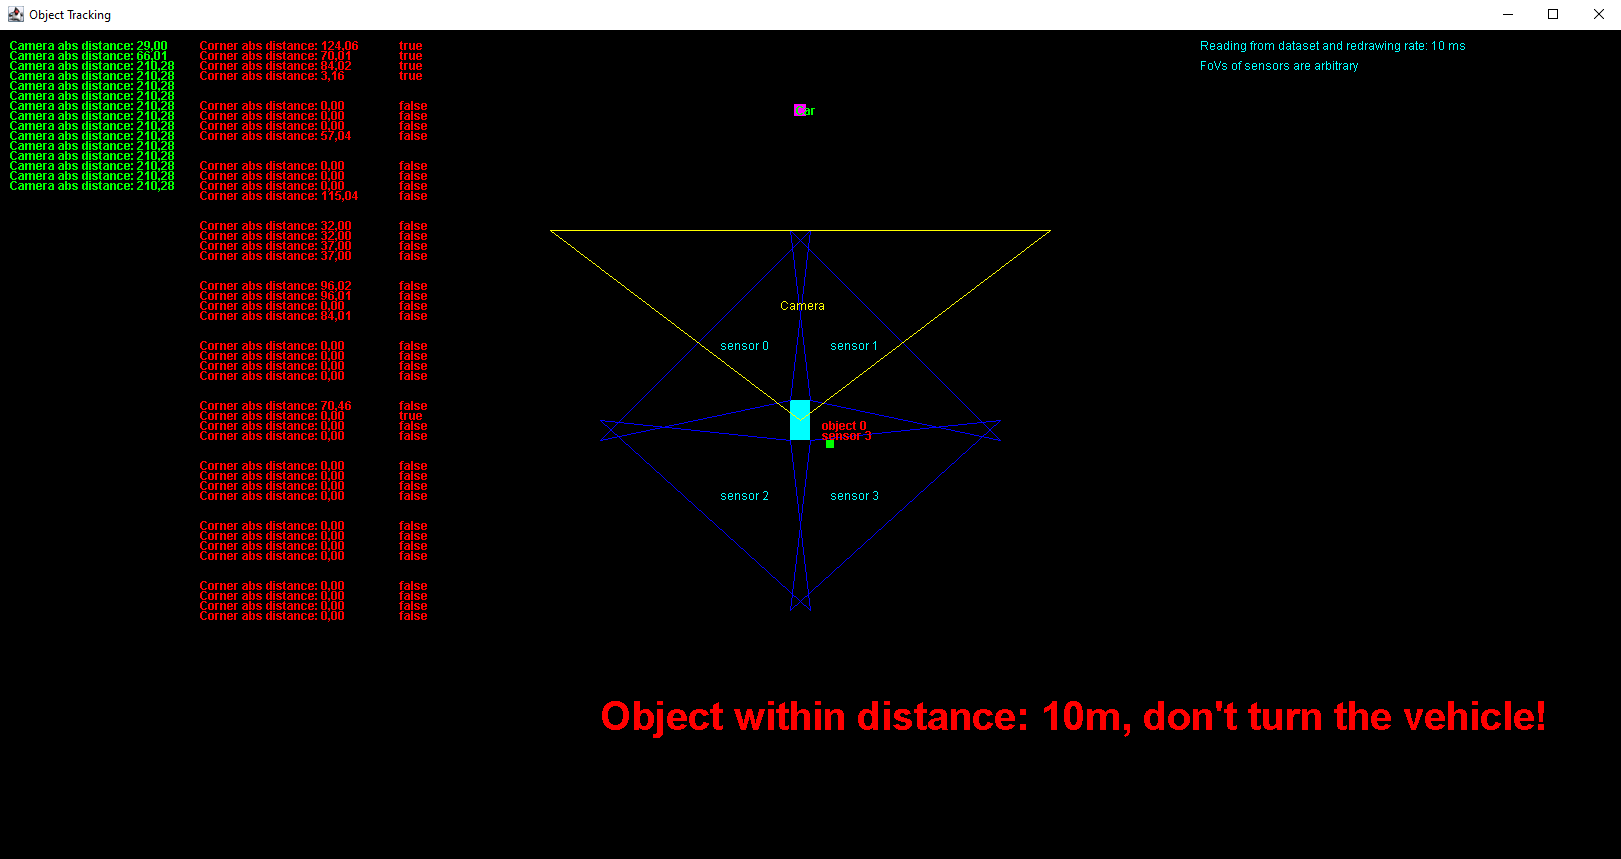 Object Tracking
Camera abs distance: 29,00
Camera abs distance: 66,01
Camera abs distance: 210,28
Camera abs distance: 210,28
Camera abs distance: 210,28
Camera abs distance: 210,28
Camera abs distance: 210,28
Camera abs distance: 210,28
Camera abs distance: 210,28
Camera abs distance: 210,28
Camera abs distance: 210,28
Camera abs distance: 210,28
Camera abs distance: 210,28
Camera abs distance: 210,28
Camera abs distance: 210,28
Corner abs distance: 124,06 true
Corner abs distance: 70,01 true
Corner abs distance: 84,02 true
Corner abs distance: 3,16 true
Corner abs distance: 0,00 false
Corner abs distance: 0,00 false
Corner abs distance: 0,00 false
Corner abs distance: 57,04 false
Corner abs distance: 0,00 false
Corner abs distance: 0,00 false
Corner abs distance: 0,00 false
Corner abs distance: 115,04 false
Corner abs distance: 32,00 false
Corner abs distance: 32,00 false
Corner abs distance: 37,00 false
Corner abs distance: 37,00 false
Corner abs distance: 96,02 false
Corner abs distance: 96,01 false
Corner abs distance: 0,00 false
Corner abs distance: 84,01 false
Corner abs distance: 0,00 false
Corner abs distance: 0,00 false
Corner abs distance: 0,00 false
Corner abs distance: 0,00 false
Corner abs distance: 70,46 false
Corner abs distance: 0,00 true
Corner abs distance: 0,00 false
Corner abs distance: 0,00 false
Corner abs distance: 0,00 false
Corner abs distance: 0,00 false
Corner abs distance: 0,00 false
Corner abs distance: 0,00 false
Corner abs distance: 0,00 false
Corner abs distance: 0,00 false
Corner abs distance: 0,00 false
Corner abs distance: 0,00 false
Corner abs distance: 0,00 false
Corner abs distance: 0,00 false
Corner abs distance: 0,00 false
Corner abs distance: 0,00 false
Reading from dataset and redrawing rate: 10 ms
FoVs of sensors are arbitrary
Car
Camera
sensor 0
sensor 1
object 0
sensor 3
sensor 2
sensor 3
Object within distance: 10m, don't turn the vehicle!